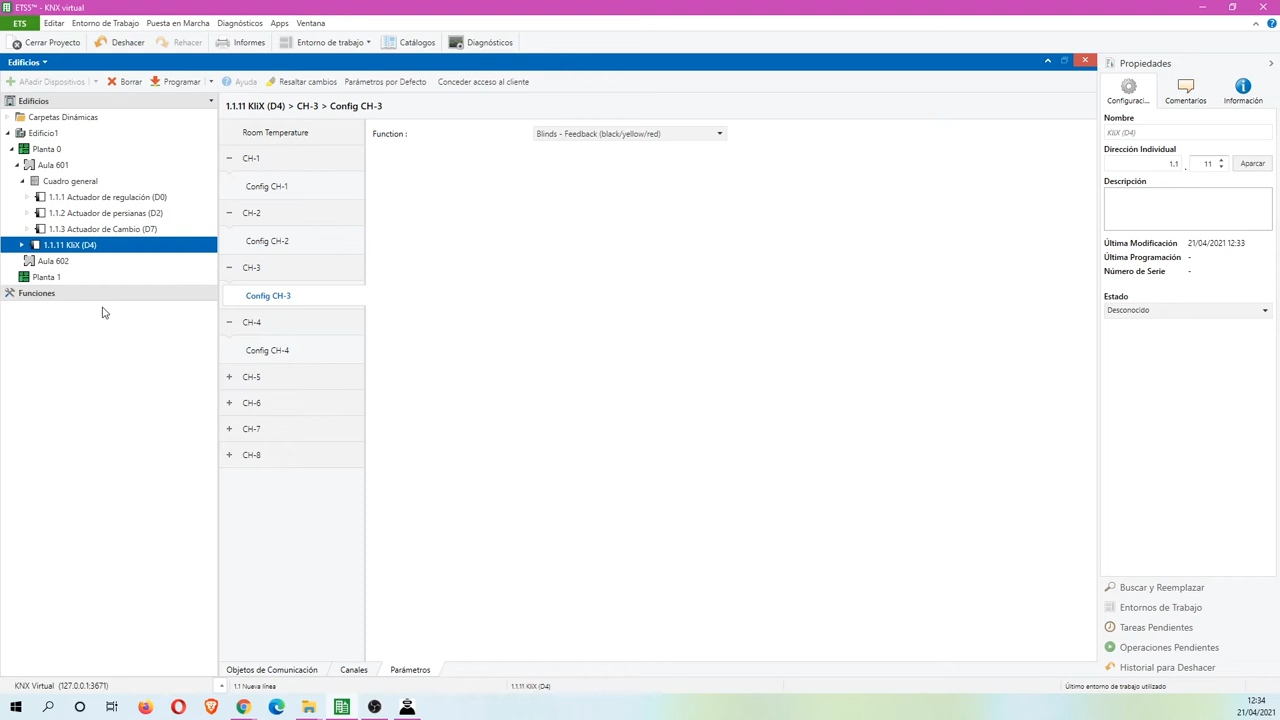 ETS5™ - KNX virtual
ETS Editar Entorno de Trabajo Puesta en Marcha Diagnósticos Apps Ventana
Cerrar Proyecto Deshacer Rehacer Informes Entorno de trabajo Catálogos Diagnósticos
Edificios
Añadir Dispositivos Borrar Programar Ayuda Resaltar cambios Parámetros por Defecto Conceder acceso al cliente
Edificios
Carpetas Dinámicas
Edificio1
Planta 0
Aula 601
Cuadro general
1.1.1 Actuador de regulación (D0)
1.1.2 Actuador de persianas (D2)
1.1.3 Actuador de Cambio (D7)
1.1.11 KliX (D4)
Aula 602
Planta 1
Funciones
1.1.11 KliX (D4) > CH-3 > Config CH-3
Room Temperature
CH-1
Config CH-1
CH-2
Config CH-2
CH-3
Config CH-3
CH-4
Config CH-4
CH-5
CH-6
CH-7
CH-8
Function :
Blinds - Feedback (black/yellow/red)
Objetos de Comunicación Canales Parámetros
Propiedades
Configuraci... Comentarios Información
Nombre
KliX (D4)
Dirección Individual
1.1 . 11 Aparcar
Descripción
Última Modificación 21/04/2021 12:33
Última Programación -
Número de Serie -
Estado
Desconocido
Buscar y Reemplazar
Entornos de Trabajo
Tareas Pendientes
Operaciones Pendientes
Historial para Deshacer
KNX Virtual (127.0.0.1:3671) 1.1 Nueva línea 1.1.11 KliX (D4) Último entorno de trabajo utilizado
12:34
21/04/2021